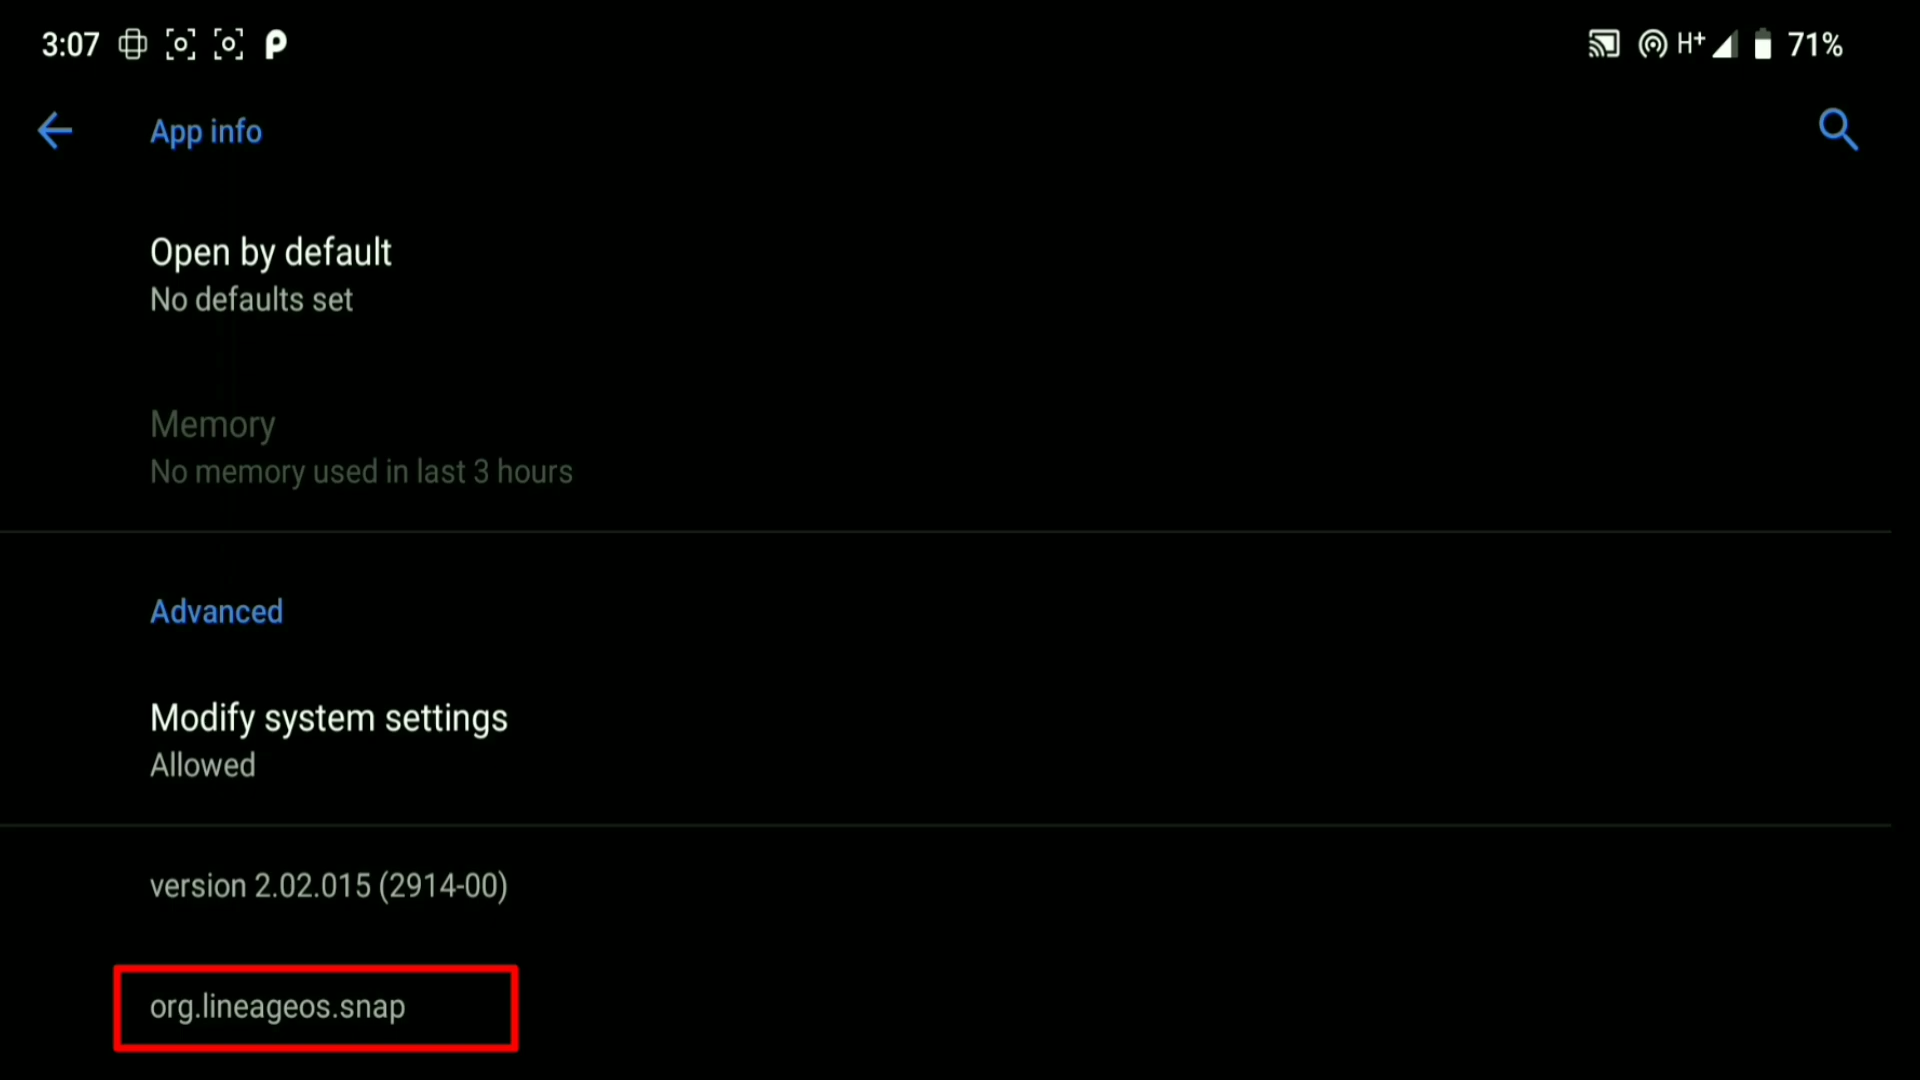 3:07 H+ 71%
App info
Open by default
No defaults set
Memory
No memory used in last 3 hours
Advanced
Modify system settings
Allowed
version 2.02.015 (2914-00)
org.lineageos.snap